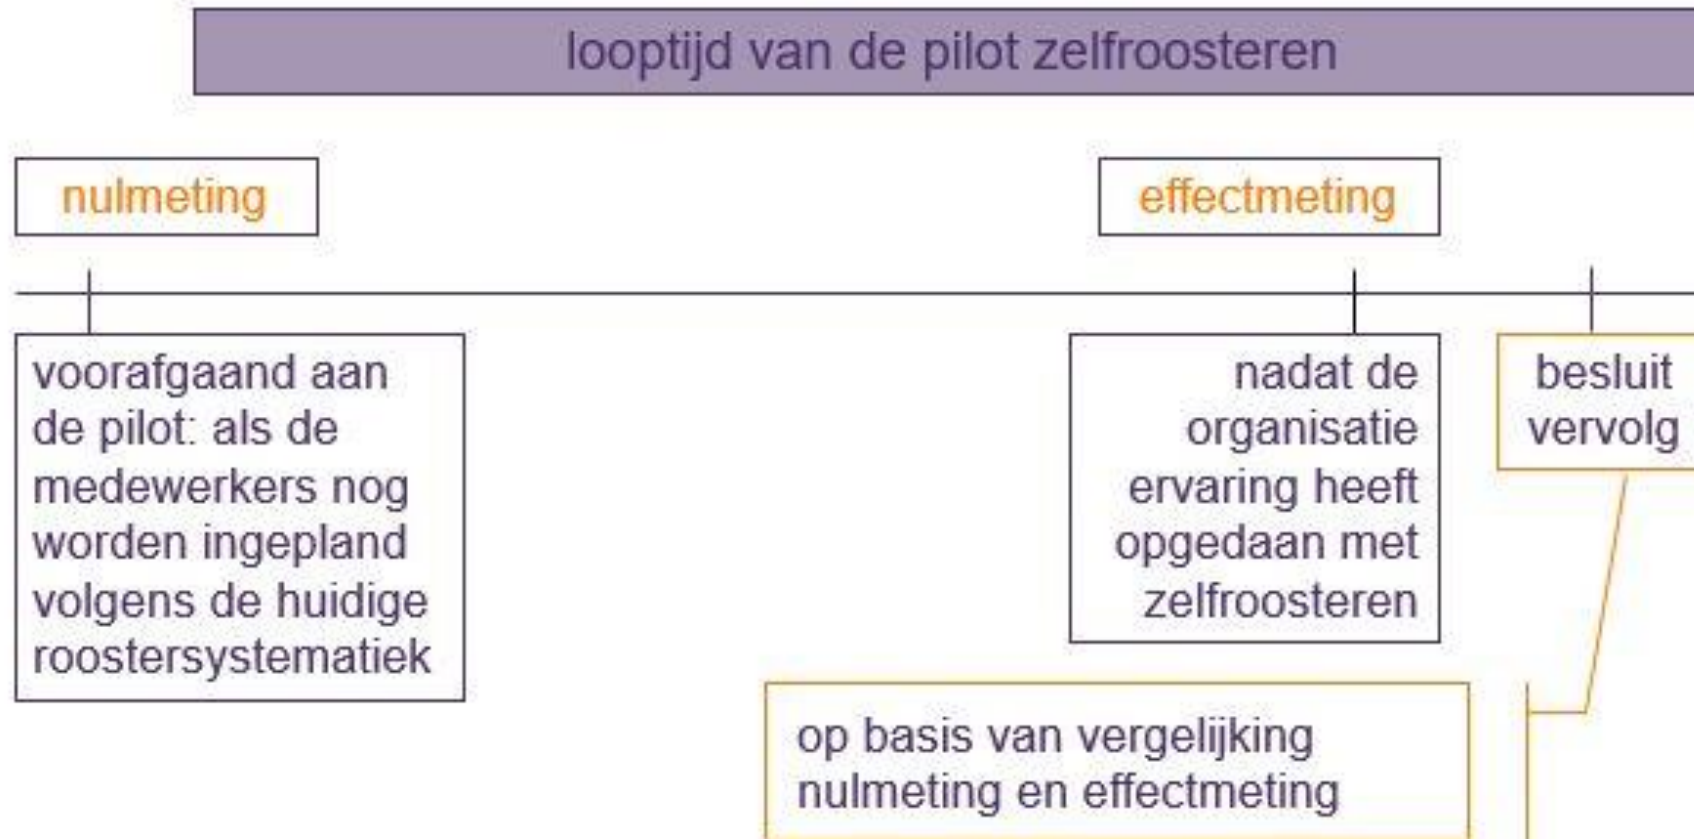 looptijd van de pilot zelfroosteren
nulmeting
effectmeting
voorafgaand aan
de pilot: als de
medewerkers nog
worden ingepland
volgens de huidige
roostersystematiek
nadat de
organisatie
ervaring heeft
opgedaan met
zelfroosteren
besluit
vervolg
op basis van vergelijking
nulmeting en effectmeting